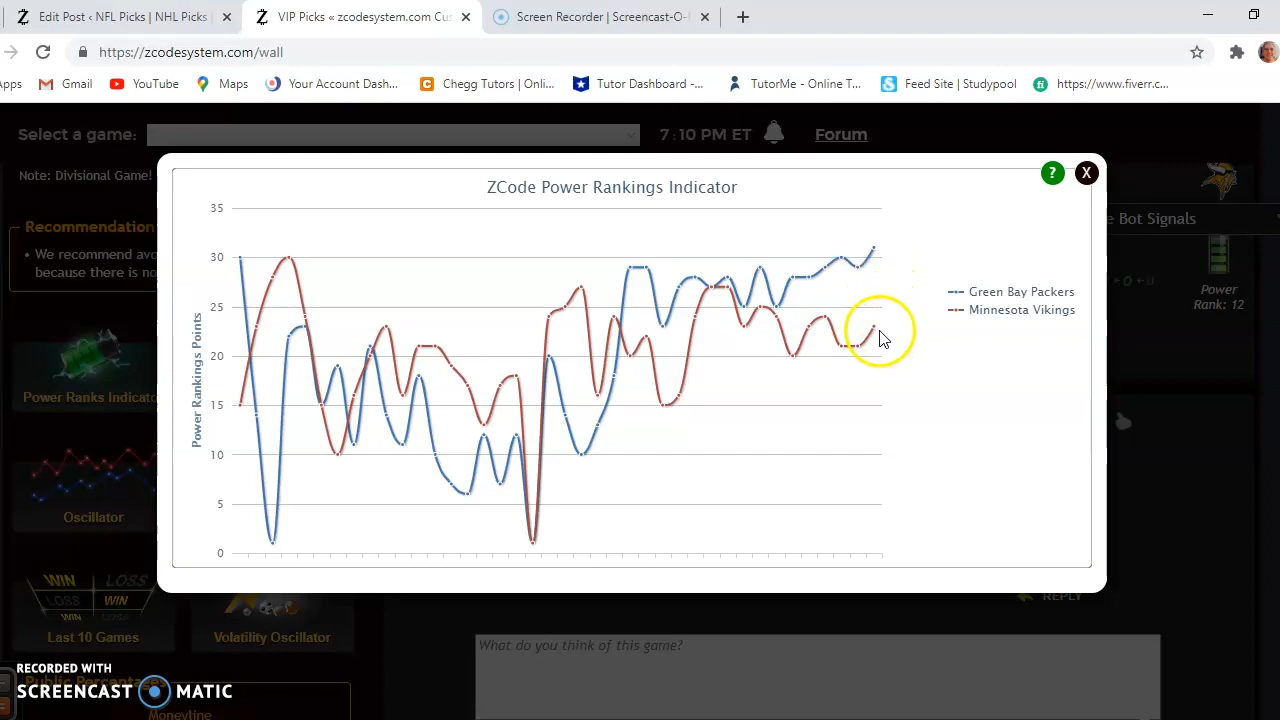 Edit Post ‹ NFL Picks | NHL Picks
VIP Picks « zcodesystem.com Cus
Screen Recorder | Screencast-O-
https://zcodesystem.com/wall
Apps
Gmail
YouTube
Maps
Your Account Dash...
Chegg Tutors | Onli...
Tutor Dashboard -...
TutorMe - Online T...
Feed Site | Studypool
https://www.fiverr.c...
Select a game:
7:10 PM ET
Forum
Note: Divisional Game!
ZCode Power Rankings Indicator
?
X
Recommendation
• We recommend avo
because there is no
e Bot Signals
Power
Rank: 12
Power Rankings Points
35
30
25
20
15
10
5
0
Green Bay Packers
Minnesota Vikings
Power Ranks Indicato
Oscillator
WIN LOSS
LOSS WIN
WIN LOSS
Last 10 Games
Volatility Oscillator
REPLY
What do you think of this game?
RECORDED WITH
SCREENCAST MATIC
Public Percentages
Moneyline